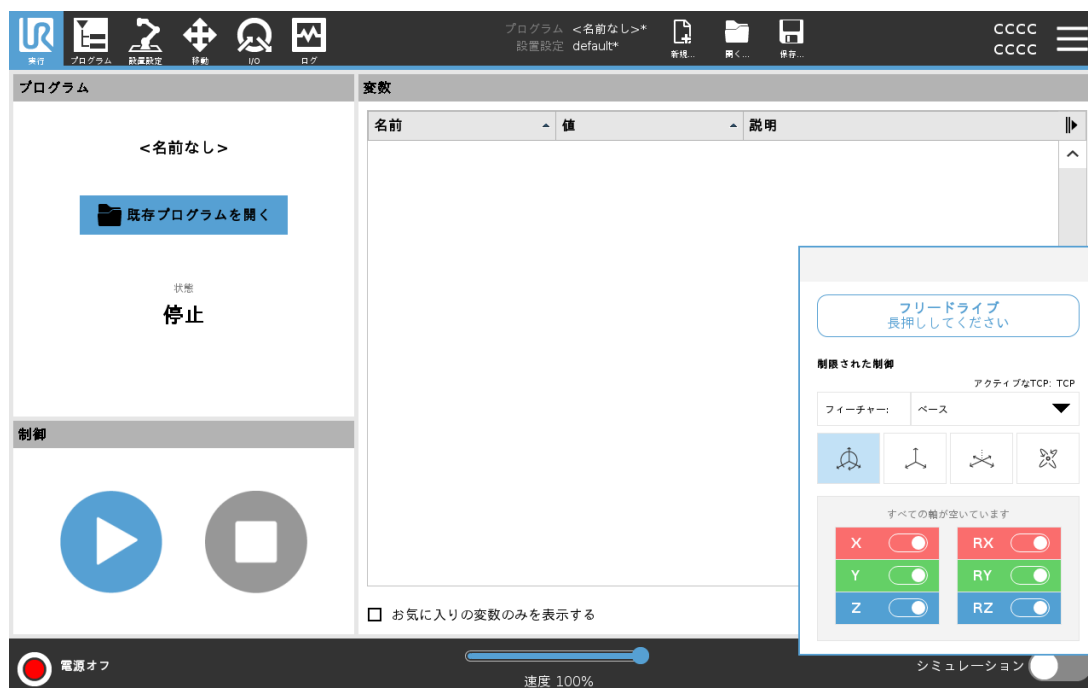 UR
実行
プログラム
設置設定
移動
I/O
ログ
プログラム <名前なし>*
設置設定 default*
新規...
開く...
保存...
CCCC
CCCC
プログラム
<名前なし>
既存プログラムを開く
状態
停止
制御
変数
名前
値
説明
お気に入りの変数のみを表示する
フリードライブ
長押ししてください
制限された制御
アクティブなTCP: TCP
フィーチャー: ベース
すべての軸が空いています
X RX
Y RY
Z RZ
電源オフ
速度 100%
シミュレーション